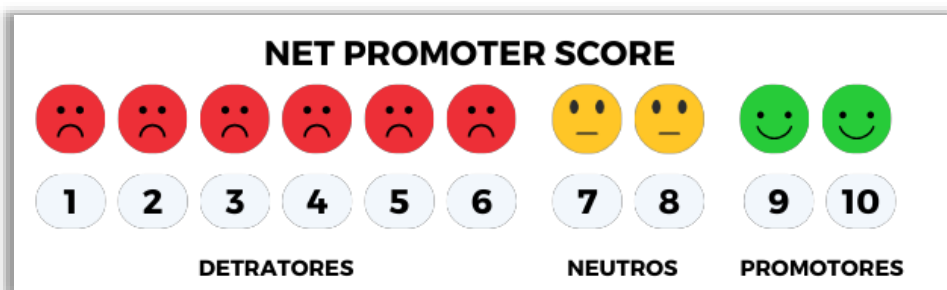 NET PROMOTER SCORE
1 2 3 4 5 6 7 8 9 10
DETRATORES NEUTROS PROMOTORES